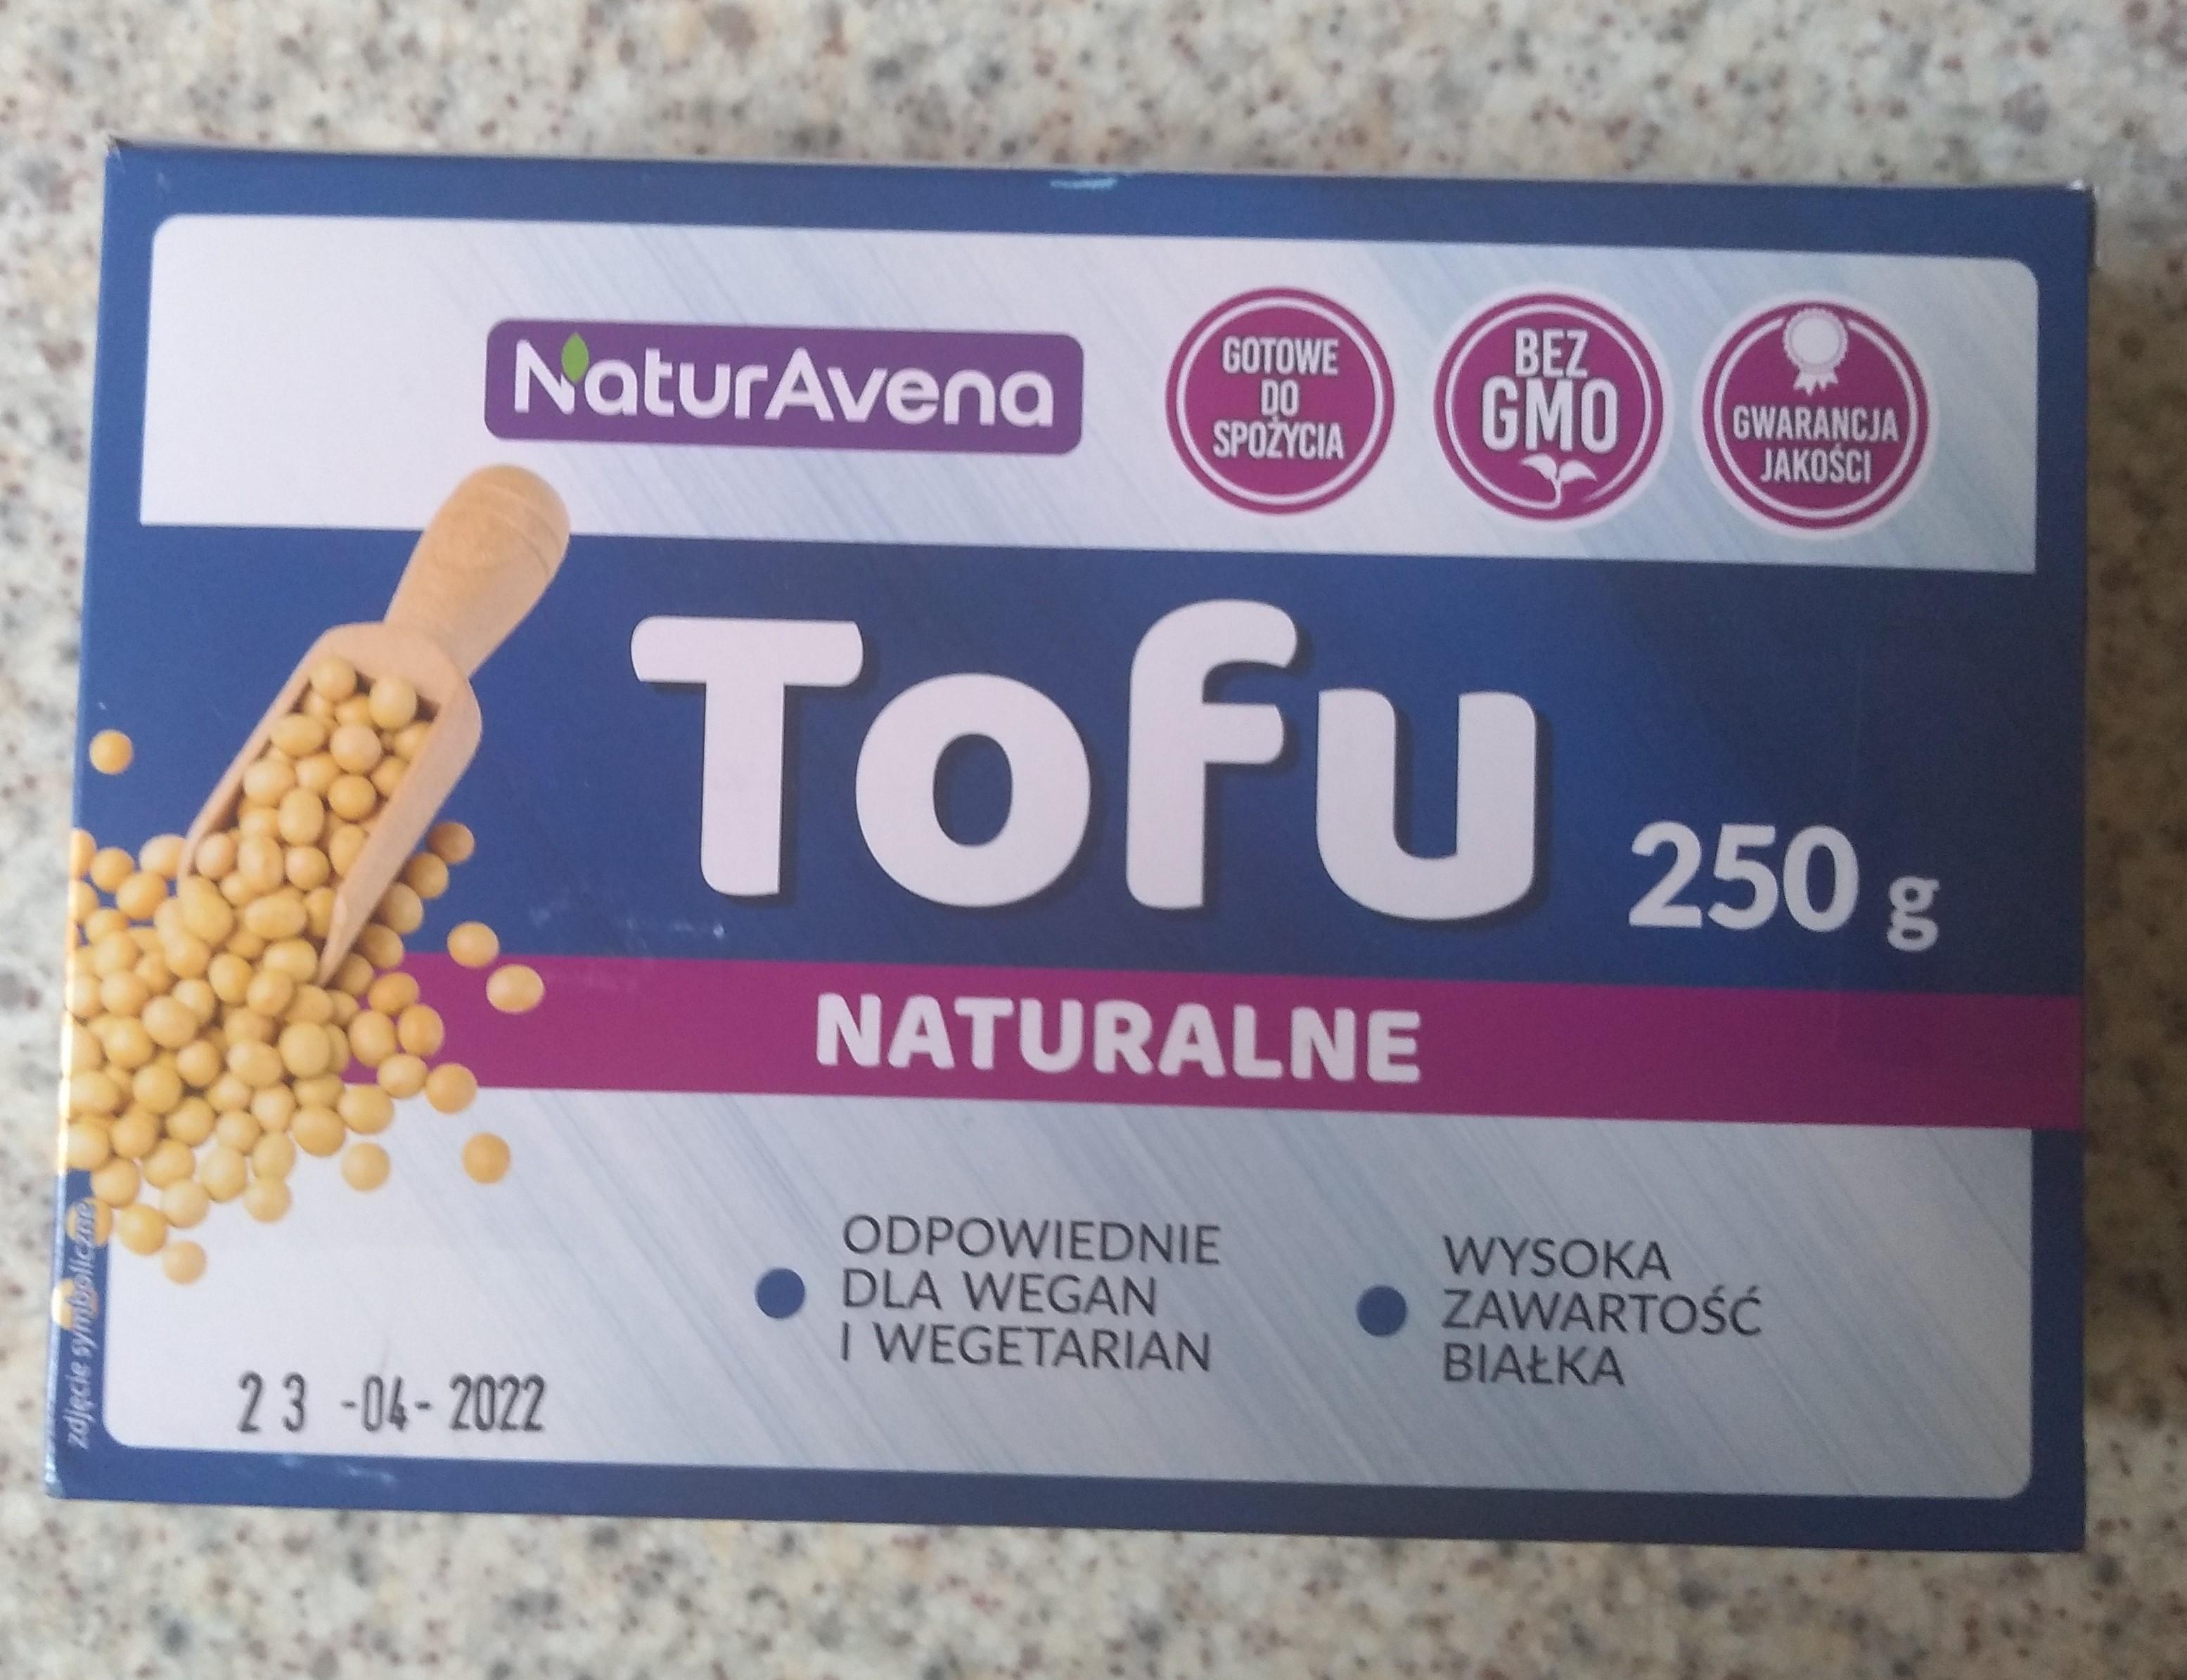 NaturAvena
GOTOWE
DO
SPOŻYCIA
BEZ
GMO
GWARANCJA
JAKOŚCI
Tofu
250 g
NATURALNE
ODPOWIEDNIE
DLA WEGAN
I WEGETARIAN
WYSOKA
ZAWARTOŚĆ
BIAŁKA
23 -04- 2022
zdjęcie symboliczne